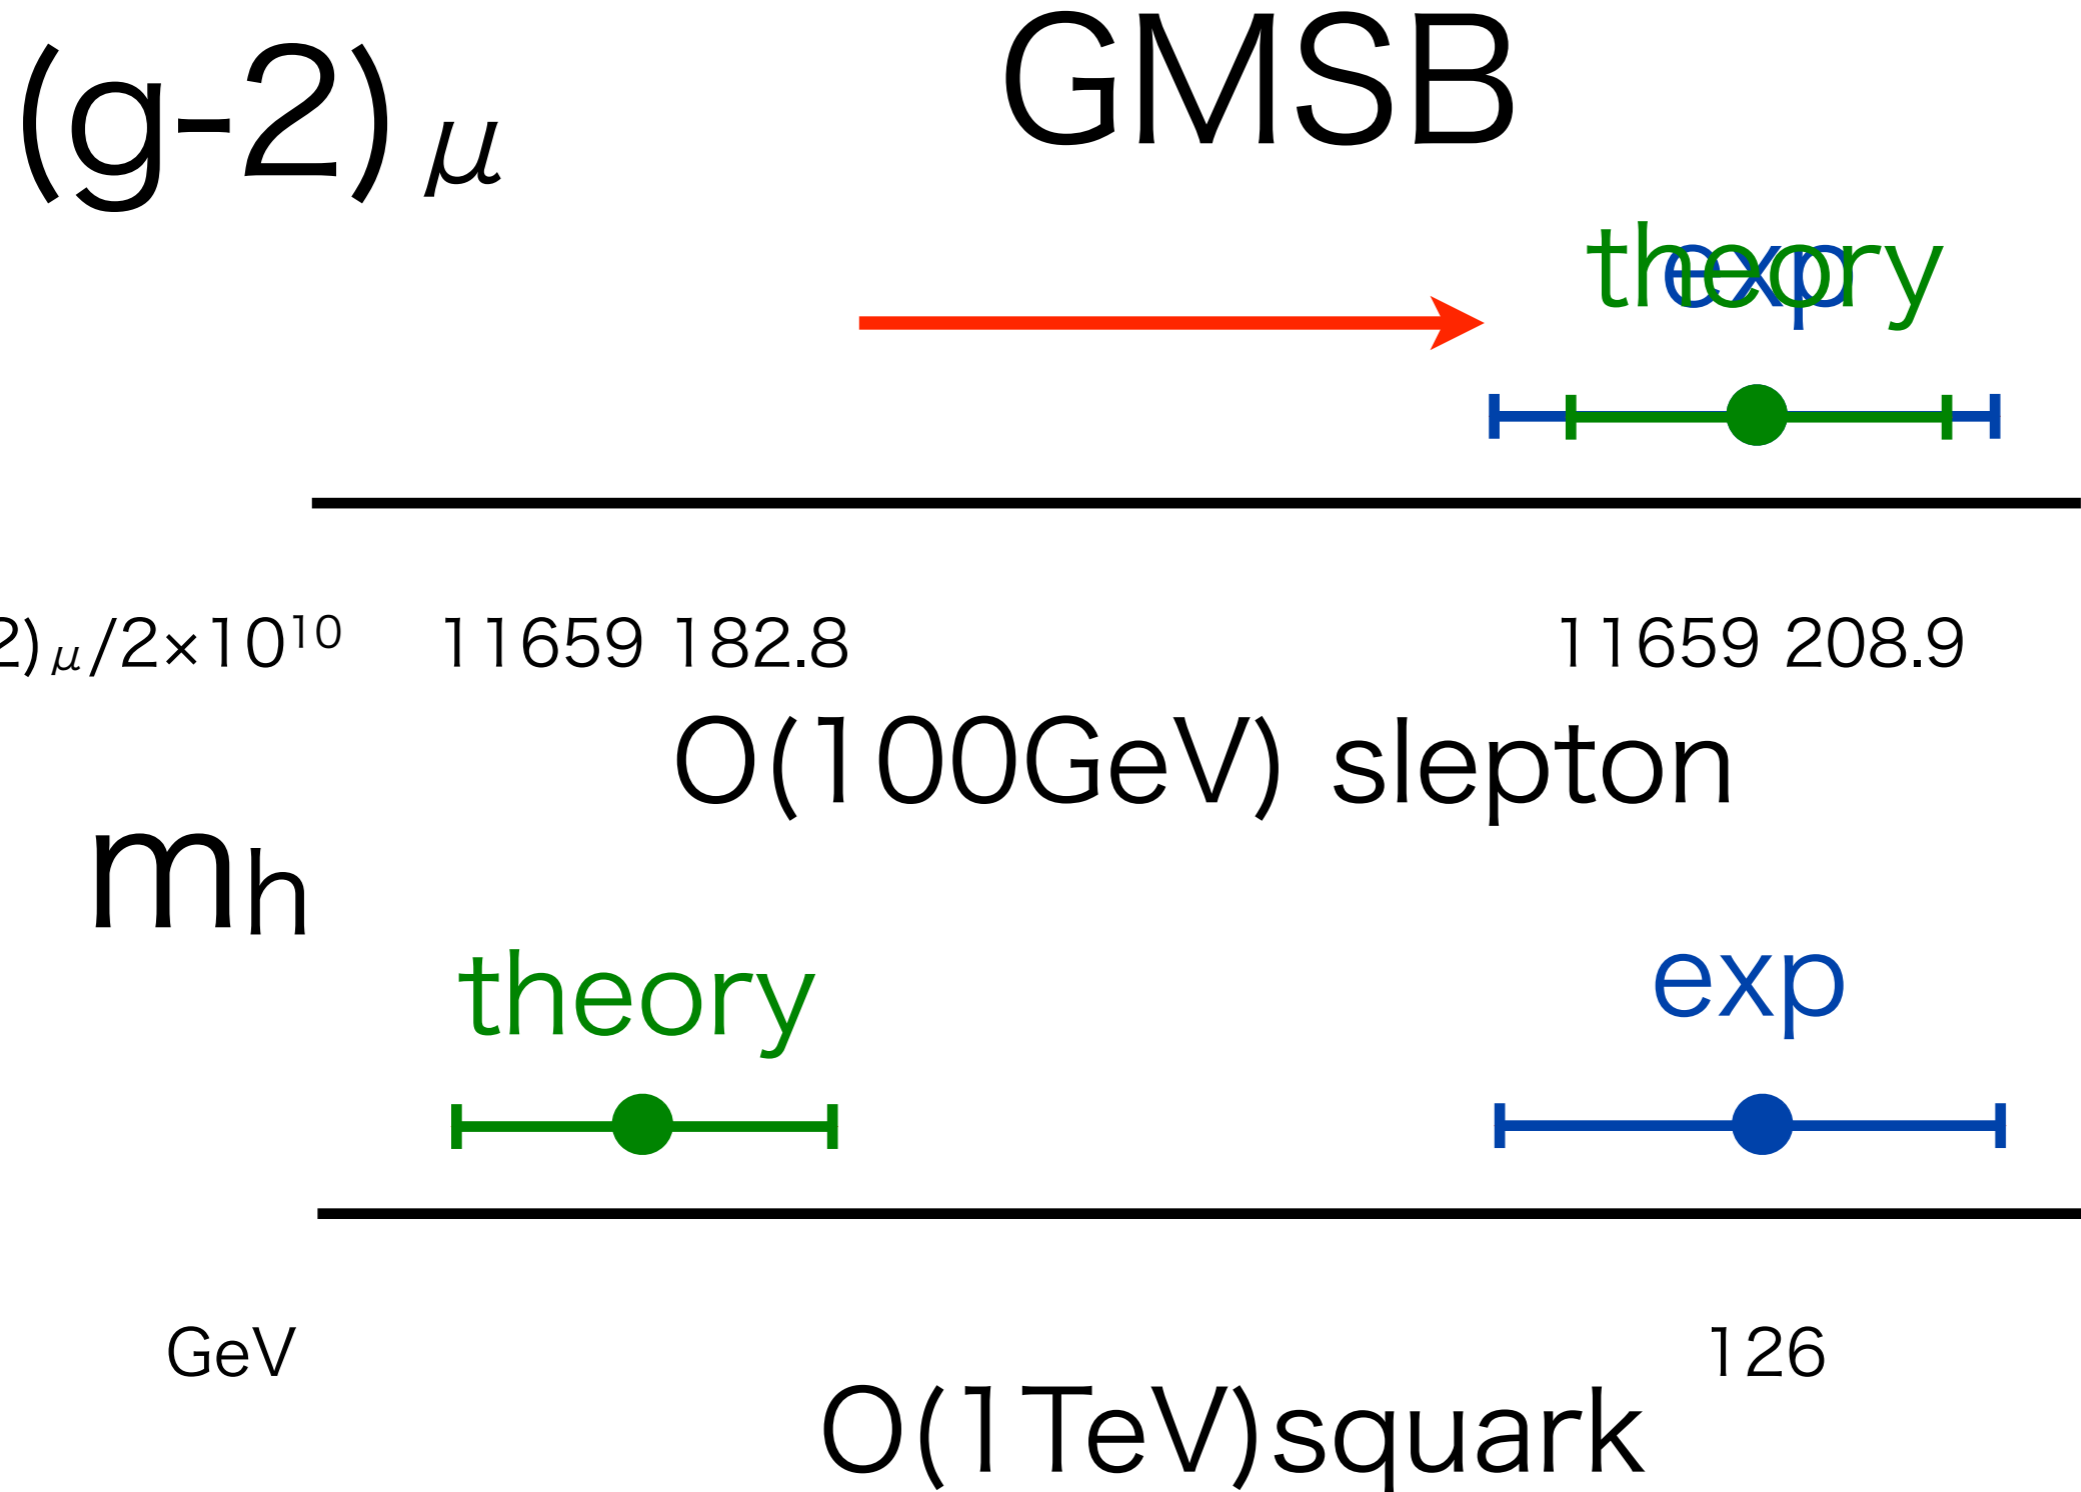 GMSB
(g-2)μ
theory
exp
2)μ/2×10¹⁰ 11659 182.8 11659 208.9
O(100GeV) slepton
mh
theory exp
GeV 126
O(1TeV)squark